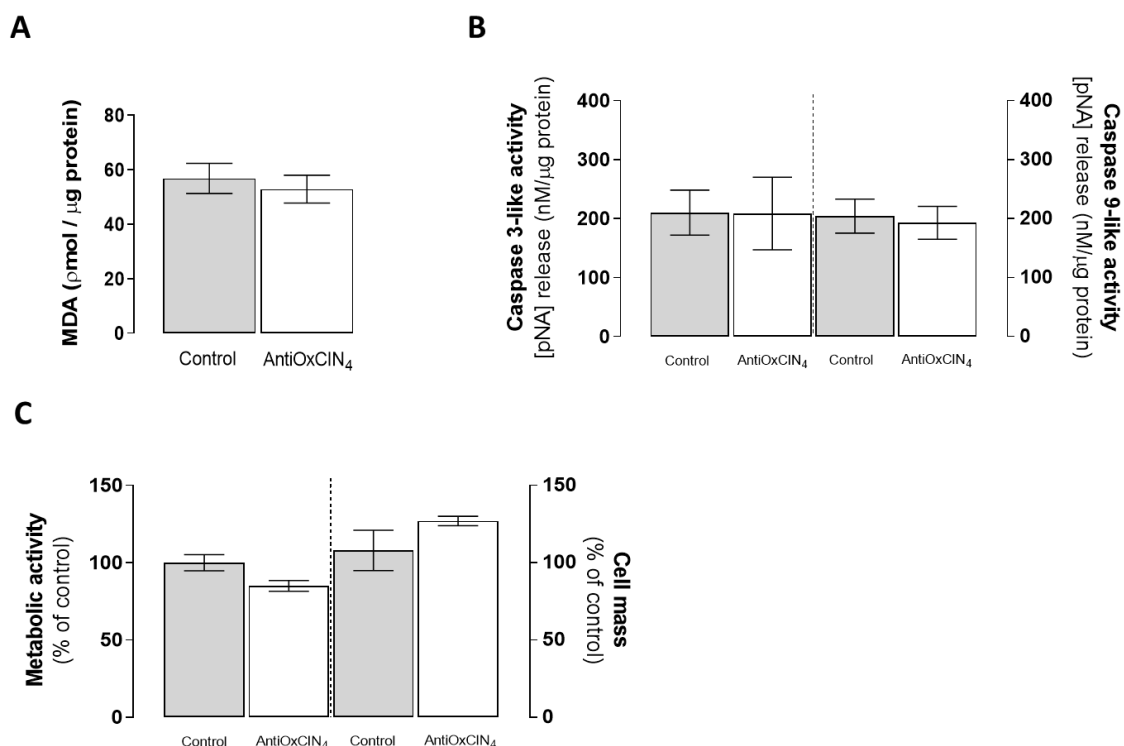 A
MDA (ρmol / µg protein)
80
60
40
20
0
Control
AntiOxCIN₄
B
Caspase 3-like activity
[pNA] release (nM/µg protein)
400
300
200
100
0
Control
AntiOxCIN₄
Control
AntiOxCIN₄
400
300
200
100
0
Caspase 9-like activity
[pNA] release (nM/µg protein)
C
Metabolic activity
(% of control)
150
100
50
0
Control
AntiOxCIN₄
Control
AntiOxCIN₄
150
100
50
0
Cell mass
(% of control)